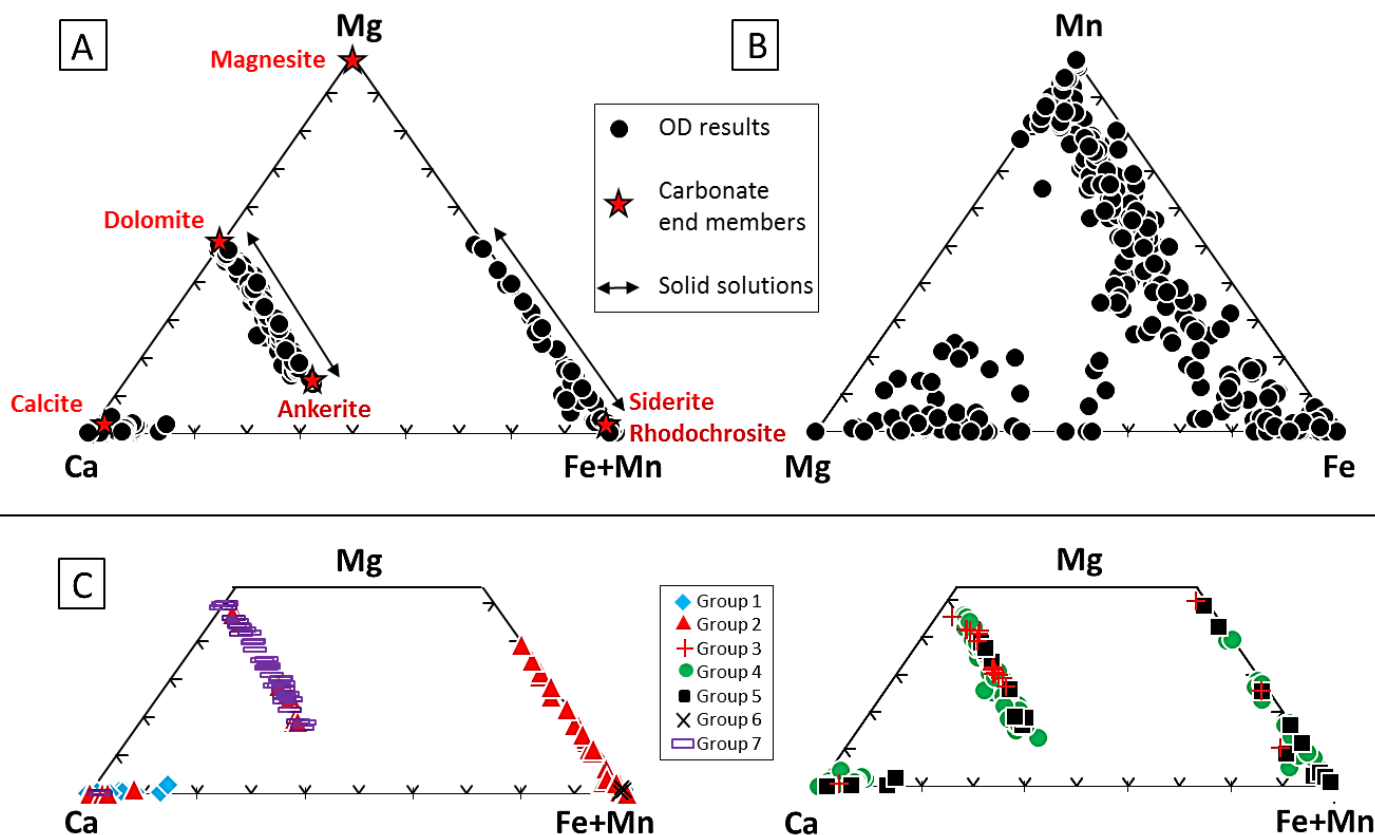 A
Mg
Magnesite
Dolomite
Calcite
Ankerite
Siderite
Rhodochrosite
Ca
Fe+Mn
OD results
Carbonate
end members
Solid solutions
B
Mn
Mg
Fe
C
Mg
Ca
Fe+Mn
Group 1
Group 2
Group 3
Group 4
Group 5
Group 6
Group 7
Mg
Ca
Fe+Mn